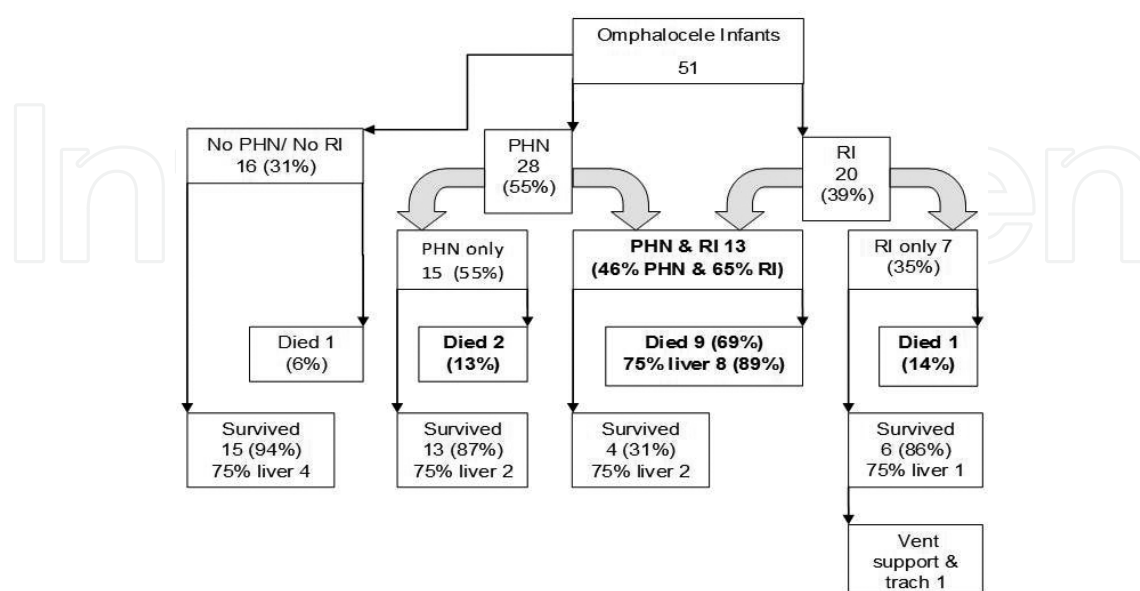 Omphalocele Infants
51
No PHN/ No RI
16 (31%)
PHN
28
(55%)
RI
20
(39%)
PHN only
15 (55%)
PHN & RI 13
(46% PHN & 65% RI)
RI only 7
(35%)
Died 1
(6%)
Died 2
(13%)
Died 9 (69%)
75% liver 8 (89%)
Died 1
(14%)
Survived
15 (94%)
75% liver 4
Survived
13 (87%)
75% liver 2
Survived
4 (31%)
75% liver 2
Survived
6 (86%)
75% liver 1
Vent
support &
trach 1